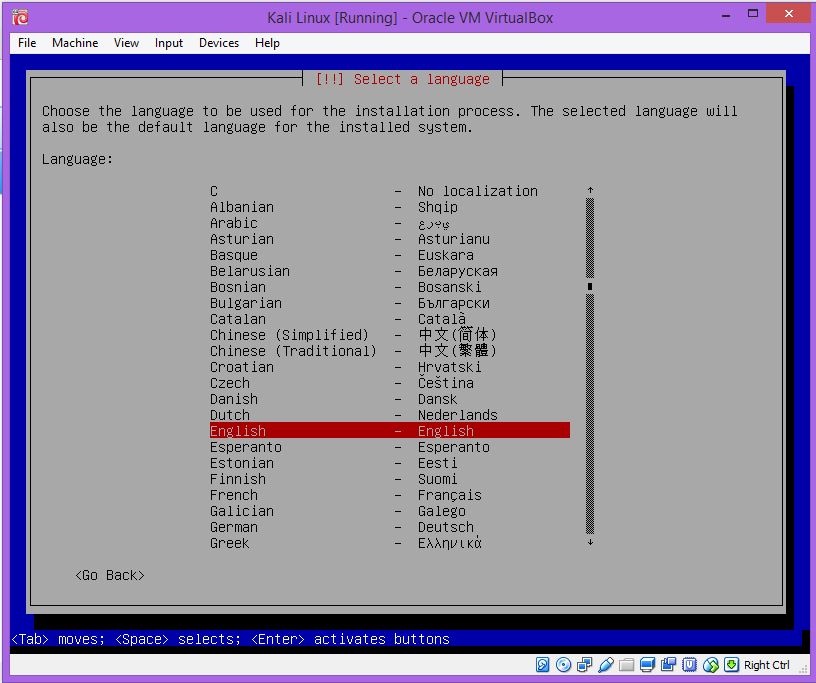 Kali Linux [Running] - Oracle VM VirtualBox
File Machine View Input Devices Help
[!!] Select a language
Choose the language to be used for the installation process. The selected language will
also be the default language for the installed system.
Language:
C - No localization
Albanian - Shqip
Arabic - عربي
Asturian - Asturianu
Basque - Euskara
Belarusian - Беларуская
Bosnian - Bosanski
Bulgarian - Български
Catalan - Català
Chinese (Simplified) - 中文(简体)
Chinese (Traditional) - 中文(繁體)
Croatian - Hrvatski
Czech - Čeština
Danish - Dansk
Dutch - Nederlands
English - English
Esperanto - Esperanto
Estonian - Eesti
Finnish - Suomi
French - Français
Galician - Galego
German - Deutsch
Greek - Ελληνικά
<Go Back>
<Tab> moves; <Space> selects; <Enter> activates buttons
Right Ctrl